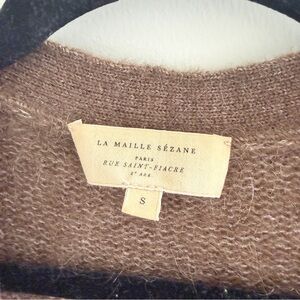 LA MAILLE SÉZANE
PARIS
RUE SAINT-FIACRE
2e ARR.
S